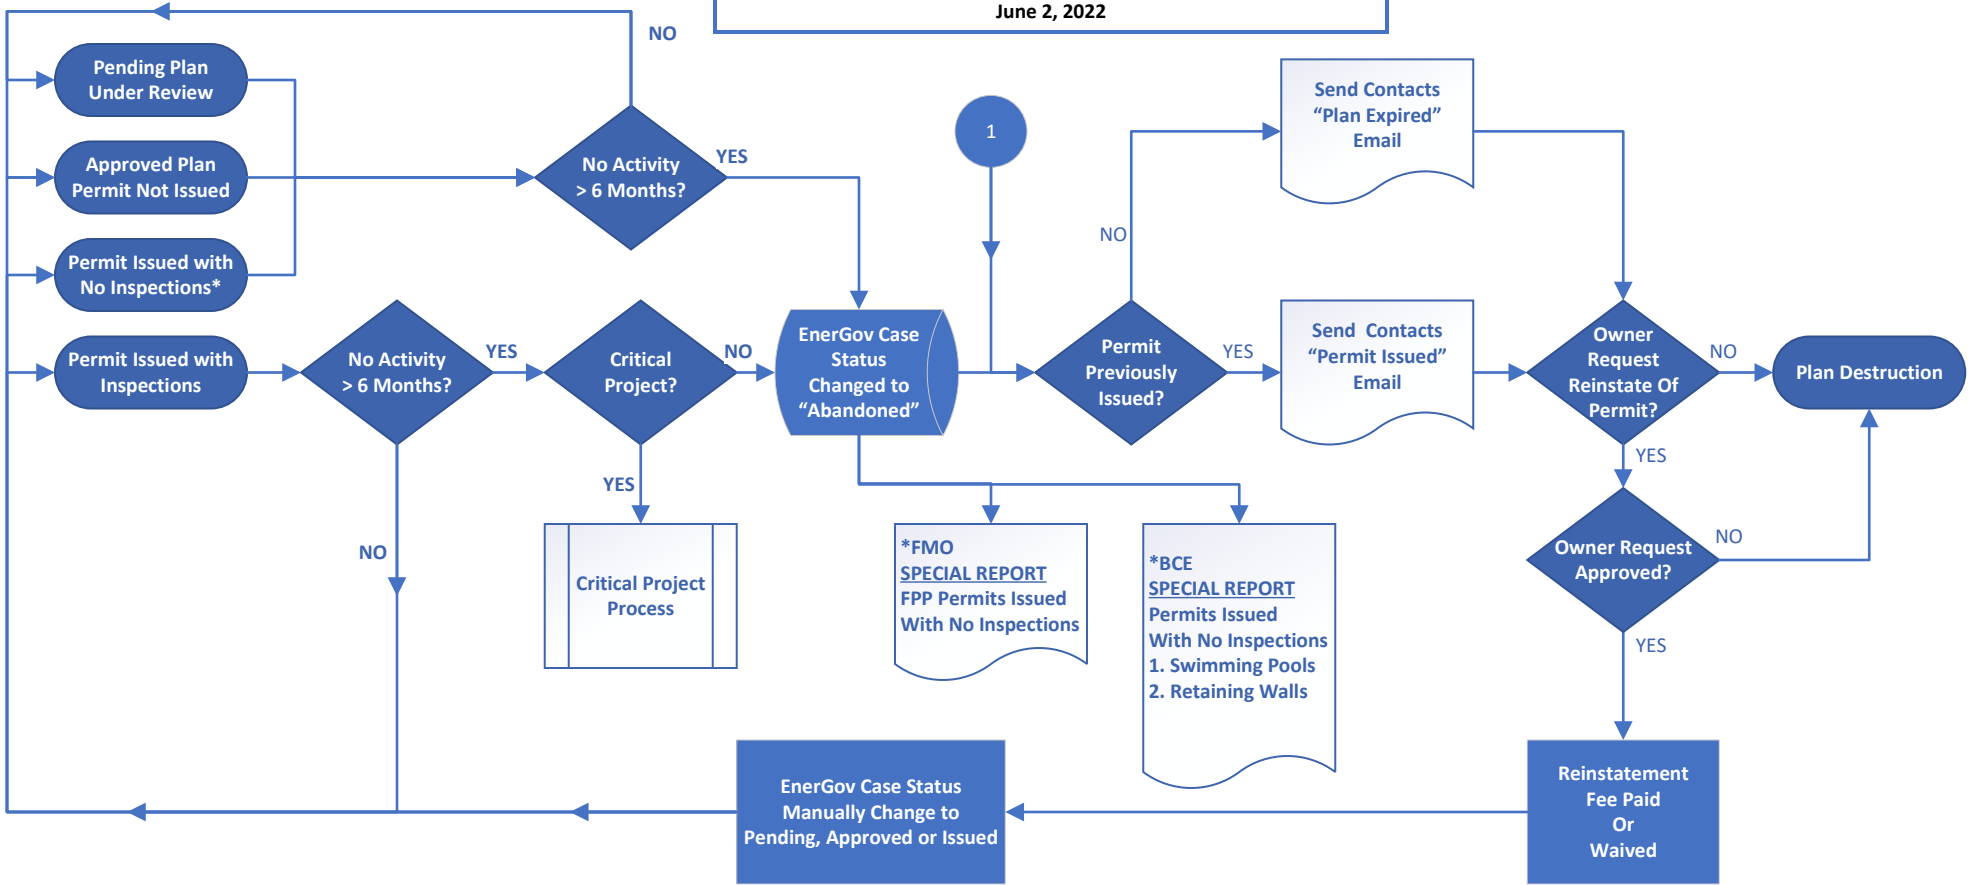 June 2, 2022
NO
Pending Plan
Under Review
Approved Plan
Permit Not Issued
Permit Issued with
No Inspections*
Permit Issued with
Inspections
No Activity
> 6 Months?
YES
1
Send Contacts
“Plan Expired”
Email
NO
No Activity
> 6 Months?
YES
Critical
Project?
NO
EnerGov Case
Status
Changed to
“Abandoned”
Permit
Previously
Issued?
YES
Send Contacts
“Permit Issued”
Email
Owner
Request
Reinstate Of
Permit?
NO
Plan Destruction
YES
YES
NO
Critical Project
Process
*FMO
SPECIAL REPORT
FPP Permits Issued
With No Inspections
*BCE
SPECIAL REPORT
Permits Issued
With No Inspections
1. Swimming Pools
2. Retaining Walls
Owner Request
Approved?
NO
YES
EnerGov Case Status
Manually Change to
Pending, Approved or Issued
Reinstatement
Fee Paid
Or
Waived